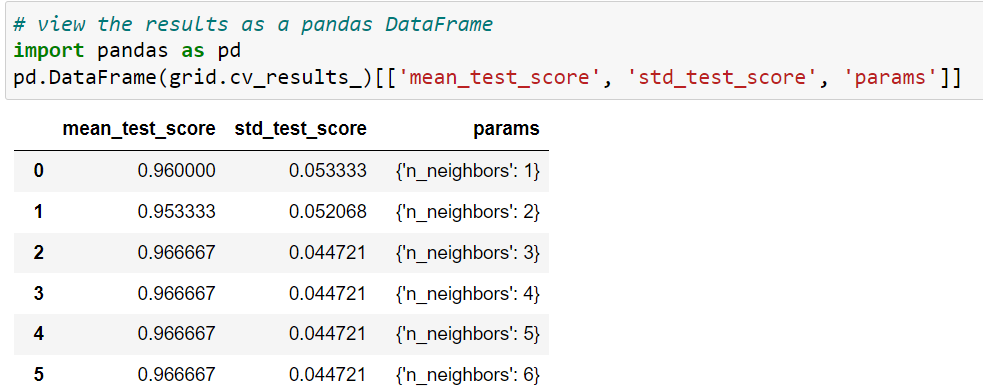 # view the results as a pandas DataFrame
import pandas as pd
pd.DataFrame(grid.cv_results_)[['mean_test_score', 'std_test_score', 'params']]
mean_test_score std_test_score params
0 0.960000 0.053333 {'n_neighbors': 1}
1 0.953333 0.052068 {'n_neighbors': 2}
2 0.966667 0.044721 {'n_neighbors': 3}
3 0.966667 0.044721 {'n_neighbors': 4}
4 0.966667 0.044721 {'n_neighbors': 5}
5 0.966667 0.044721 {'n_neighbors': 6}